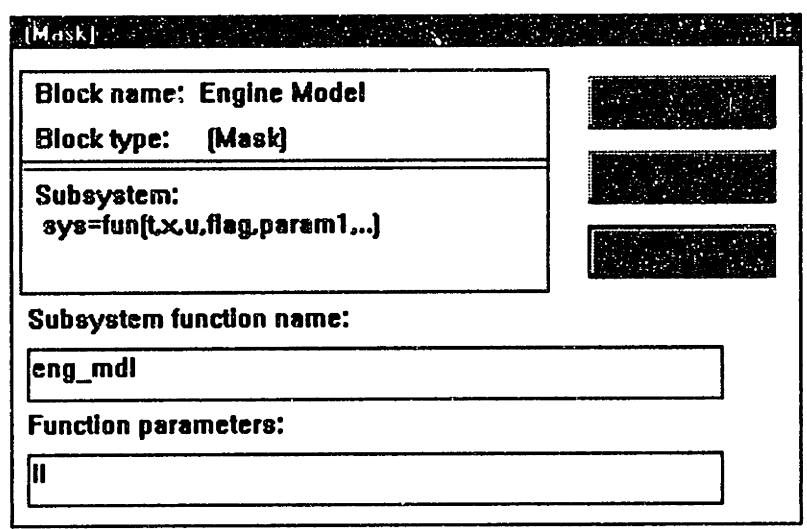 [Mask]
Block name: Engine Model
Block type: [Mask]
Subsystem:
sys=fun(t,x,u,flag,param1,..)
Subsystem function name:
eng_mdl
Function parameters: